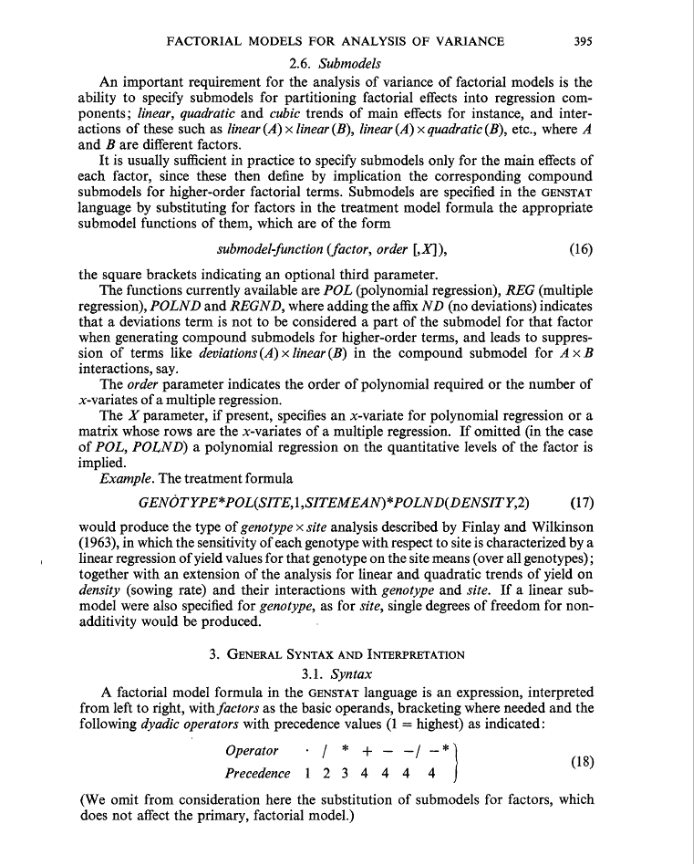 FACTORIAL MODELS FOR ANALYSIS OF VARIANCE 395
2.6. Submodels
An important requirement for the analysis of variance of factorial models is the
ability to specify submodels for partitioning factorial effects into regression com-
ponents; linear, quadratic and cubic trends of main effects for instance, and inter-
actions of these such as linear (A) × linear (B), linear (A) × quadratic (B), etc., where A
and B are different factors.
It is usually sufficient in practice to specify submodels only for the main effects of
each factor, since these then define by implication the corresponding compound
submodels for higher-order factorial terms. Submodels are specified in the GENSTAT
language by substituting for factors in the treatment model formula the appropriate
submodel functions of them, which are of the form
submodel-function (factor, order [,X]), (16)
the square brackets indicating an optional third parameter.
The functions currently available are POL (polynomial regression), REG (multiple
regression), POLND and REGND, where adding the affix ND (no deviations) indicates
that a deviations term is not to be considered a part of the submodel for that factor
when generating compound submodels for higher-order terms, and leads to suppres-
sion of terms like deviations (A) × linear (B) in the compound submodel for A × B
interactions, say.
The order parameter indicates the order of polynomial required or the number of
x-variates of a multiple regression.
The X parameter, if present, specifies an x-variate for polynomial regression or a
matrix whose rows are the x-variates of a multiple regression. If omitted (in the case
of POL, POLND) a polynomial regression on the quantitative levels of the factor is
implied.
Example. The treatment formula
GENOTYPE*POL(SITE,1,SITEMEAN)*POLND(DENSITY,2) (17)
would produce the type of genotype × site analysis described by Finlay and Wilkinson
(1963), in which the sensitivity of each genotype with respect to site is characterized by a
linear regression of yield values for that genotype on the site means (over all genotypes);
together with an extension of the analysis for linear and quadratic trends of yield on
density (sowing rate) and their interactions with genotype and site. If a linear sub-
model were also specified for genotype, as for site, single degrees of freedom for non-
additivity would be produced.
3. GENERAL SYNTAX AND INTERPRETATION
3.1. Syntax
A factorial model formula in the GENSTAT language is an expression, interpreted
from left to right, with factors as the basic operands, bracketing where needed and the
following dyadic operators with precedence values (1 = highest) as indicated:
Operator · / * + − −/ −*
Precedence 1 2 3 4 4 4 4 (18)
(We omit from consideration here the substitution of submodels for factors, which
does not affect the primary, factorial model.)